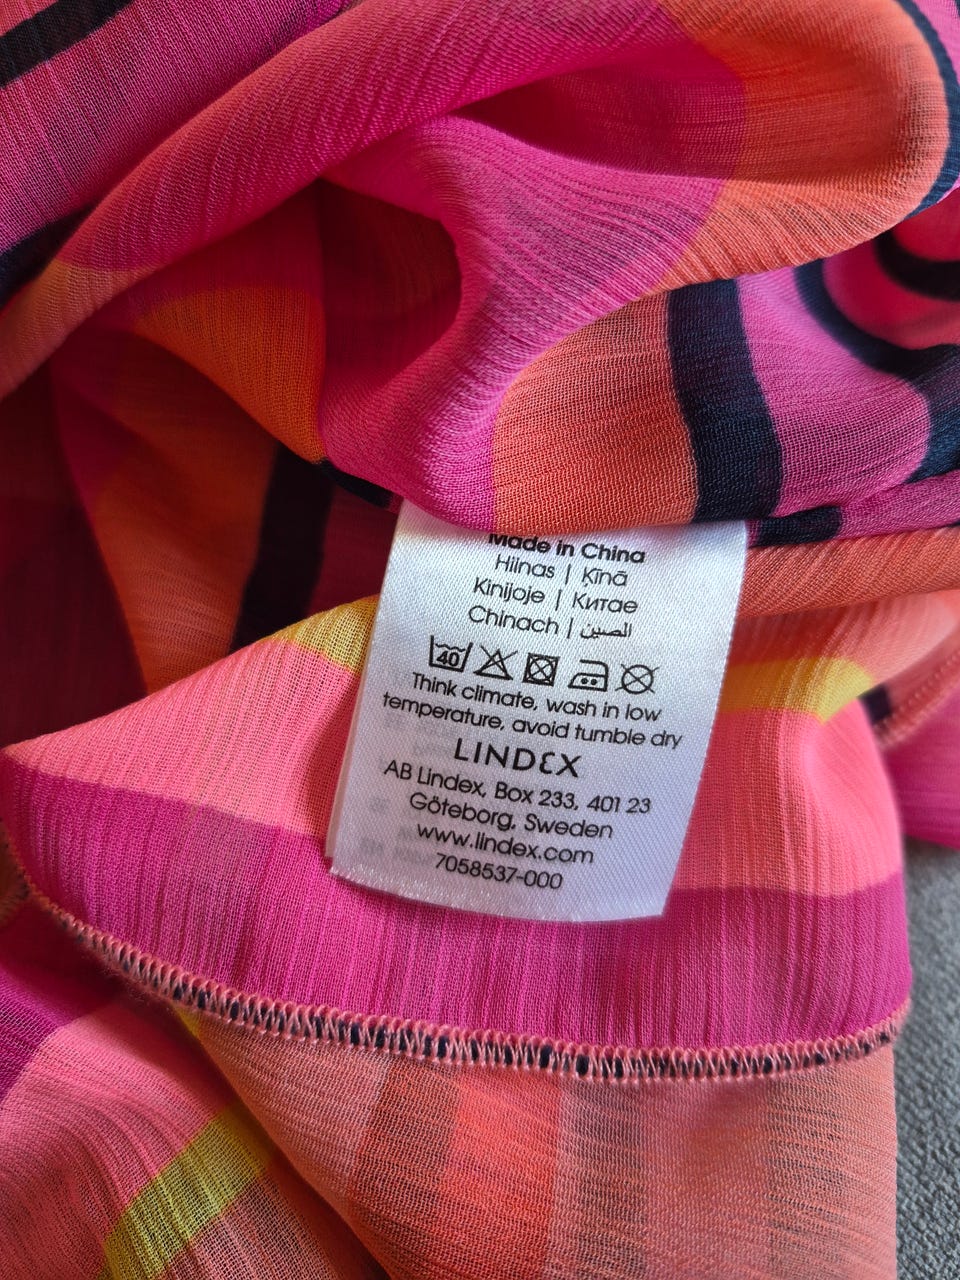 Made in China
Hiinas | Ķīnā
Kinijoje | Китае
Chinach | الصين
40
Think climate, wash in low
temperature, avoid tumble dry
LINDEX
AB Lindex, Box 233, 401 23
Göteborg, Sweden
www.lindex.com
7058537-000